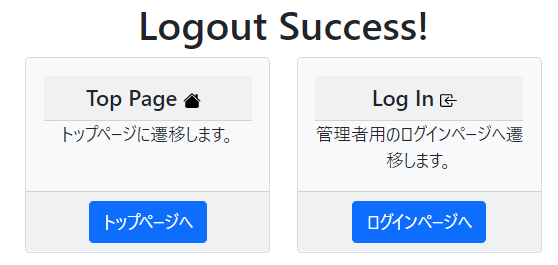 Logout Success!
Top Page
トップページに遷移します。
トップページへ
Log In
管理者用のログインページへ遷
移します。
ログインページへ